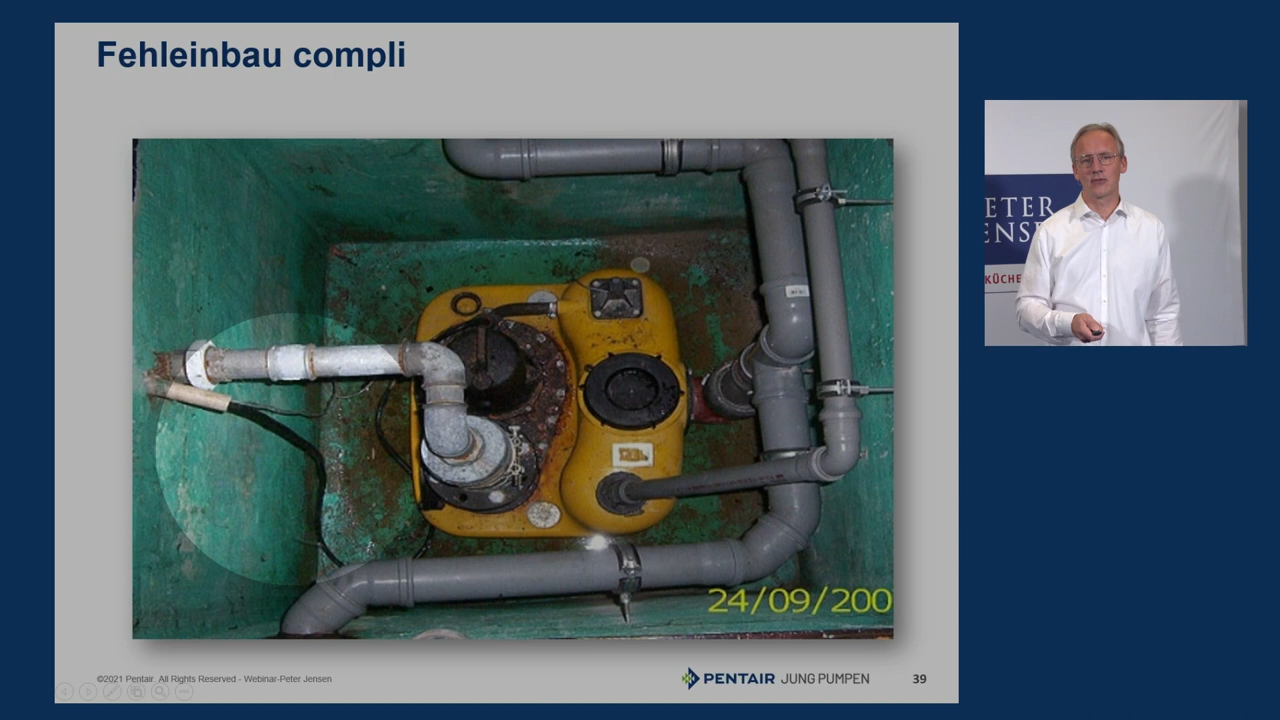 Fehleinbau compli
24/09/200
©2021 Pentair. All Rights Reserved - Webinar-Peter Jensen
PENTAIR JUNG PUMPEN
39
ETER
ENS
KÜCHE